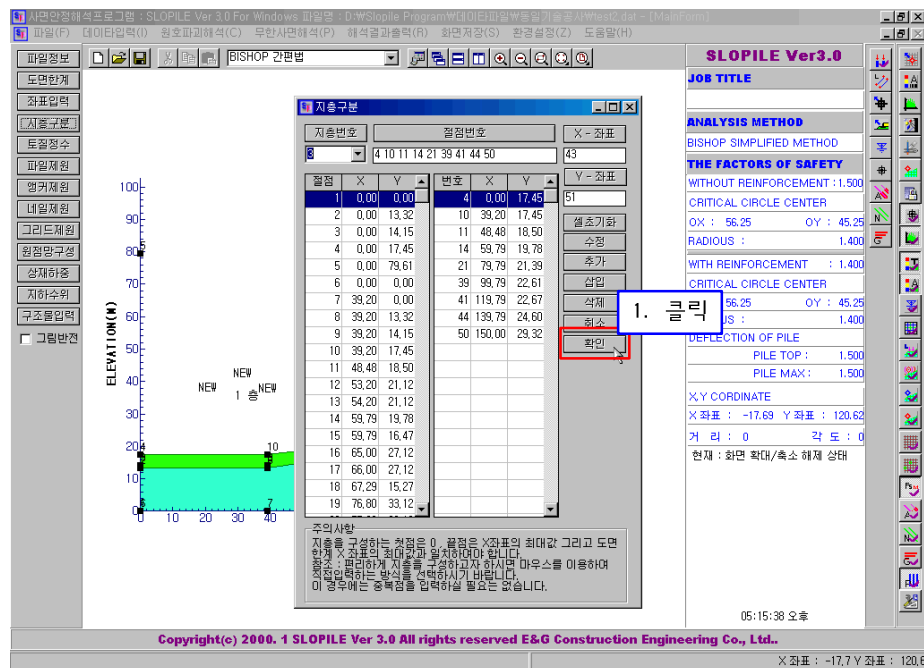 사면안정해석프로그램 : SLOPILE Ver 3.0 For Windows 파일명 : D:₩Slopile Program₩데이타파일₩동일기술공사₩test2.dat - [MainForm]
파일(F) 데이타입력(I) 원호파괴해석(C) 무한사면해석(P) 해석결과출력(R) 화면저장(S) 환경설정(Z) 도움말(H)
파일정보
도면한계
좌표입력
지층구분
토질정수
파일제원
앵커제원
네일제원
그리드제원
원점망구성
상재하중
지하수위
구조물입력
그림반전
BISHOP 간편법
ELEVATION(M)
100
90
80
70
60
50
40
30
20
10
0
10 20 30 40
5
4
10
7
NEW
NEW
NEW
1 층
지층구분
지층번호 절점번호 X - 좌표
3 4 10 11 14 21 39 41 44 50 43
Y - 좌표
51
절점 X Y
1 0,00 0,00
2 0,00 13,32
3 0,00 14,15
4 0,00 17,45
5 0,00 79,61
6 0,00 0,00
7 39,20 0,00
8 39,20 13,32
9 39,20 14,15
10 39,20 17,45
11 48,48 18,50
12 53,20 21,12
13 54,20 21,12
14 59,79 19,78
15 59,79 16,47
16 65,00 27,12
17 66,00 27,12
18 67,29 15,27
19 76,80 33,12
번호 X Y
4 0,00 17,45
10 39,20 17,45
11 48,48 18,50
14 59,79 19,78
21 79,79 21,39
39 99,79 22,61
41 119,79 22,67
44 139,79 24,60
50 150,00 29,32
셀초기화
수정
추가
삽입
삭제
취소
확인
1. 클릭
주의사항
지층을 구성하는 첫점은 0 , 끝점은 X좌표의 최대값 그리고 도면
한계 X 좌표의 최대값과 일치하여야 합니다.
참조 : 편리하게 지층을 구성하고자 하시면 마우스를 이용하여
직접입력하는 방식을 선택하시기 바랍니다.
이 경우에는 중복점을 입력하실 필요는 없습니다.
SLOPILE Ver3.0
JOB TITLE
ANALYSIS METHOD
BISHOP SIMPLIFIED METHOD
THE FACTORS OF SAFETY
WITHOUT REINFORCEMENT : 1.500
CRITICAL CIRCLE CENTER
OX : 56.25 OY : 45.25
RADIOUS : 1.400
WITH REINFORCEMENT : 1.400
CRITICAL CIRCLE CENTER
56.25 OY : 45.25
US : 1.400
DEFLECTION OF PILE
PILE TOP : 1.500
PILE MAX : 1.500
X,Y CORDINATE
X 좌표 : -17.69 Y 좌표 : 120.62
거 리 : 0 각 도 : 0
현재 : 화면 확대/축소 해제 상태
05:15:38 오후
Copyright(c) 2000. 1 SLOPILE Ver 3.0 All rights reserved E&G Construction Engineering Co., Ltd..
X 좌표 : -17,7 Y 좌표 : 120,6